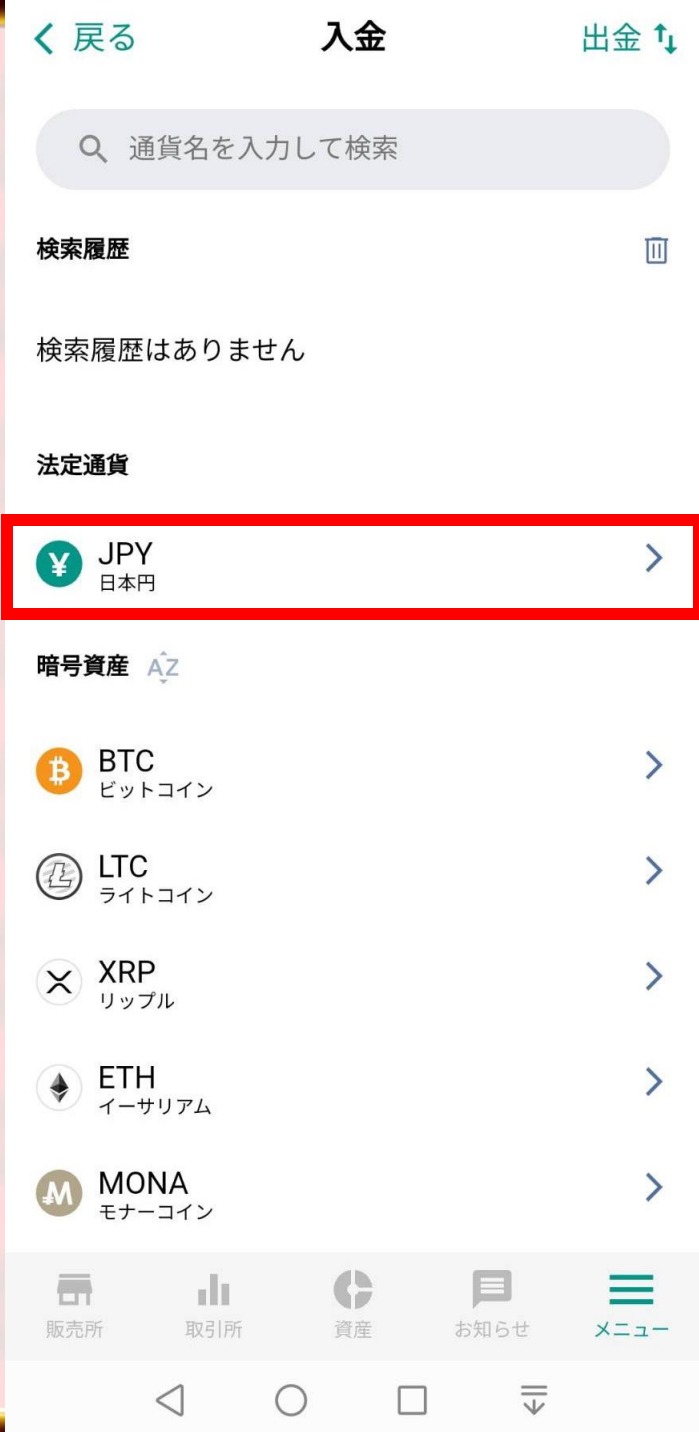 戻る
入金
出金
通貨名を入力して検索
検索履歴
検索履歴はありません
法定通貨
¥
JPY
日本円
暗号資産 AZ
BTC
ビットコイン
LTC
ライトコイン
XRP
リップル
ETH
イーサリアム
MONA
モナーコイン
販売所
取引所
資産
お知らせ
メニュー